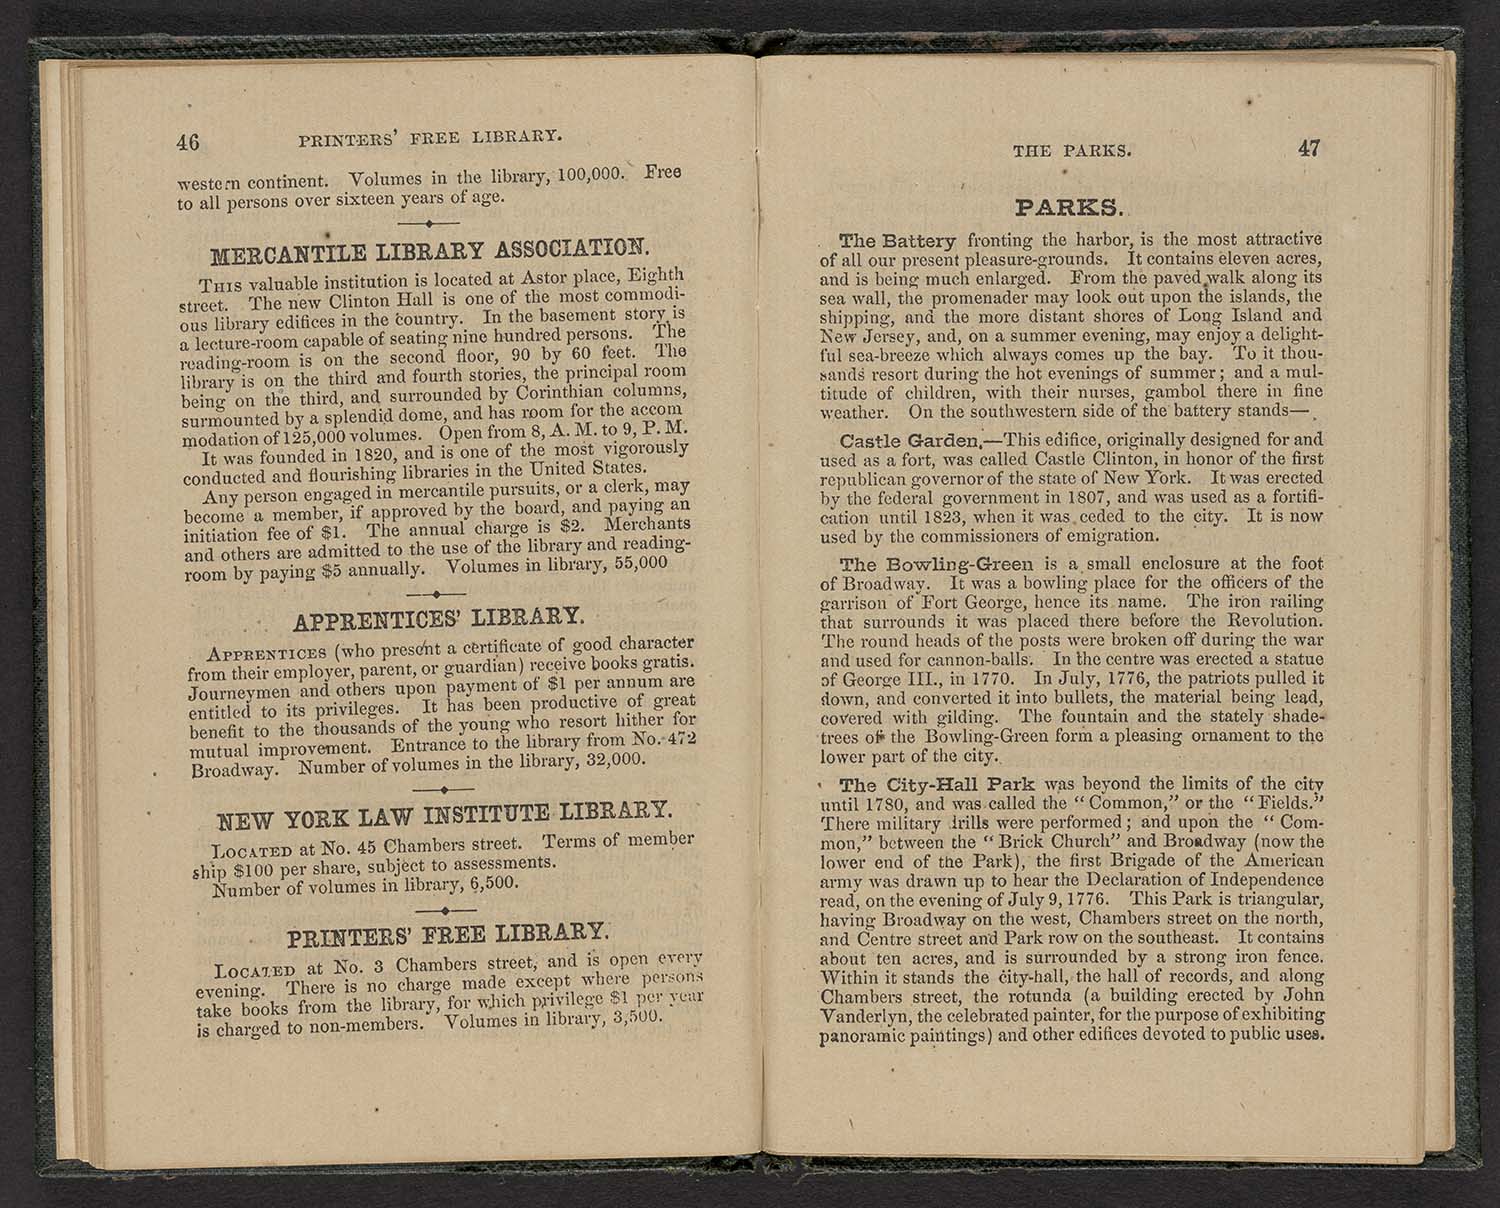 46 PRINTERS' FREE LIBRARY.
western continent. Volumes in the library, 100,000. Free
to all persons over sixteen years of age.
MERCANTILE LIBRARY ASSOCIATION.
THIS valuable institution is located at Astor place, Eighth
street. The new Clinton Hall is one of the most commodi-
ous library edifices in the country. In the basement story is
a lecture-room capable of seating nine hundred persons. The
reading-room is on the second floor, 90 by 60 feet. The
library is on the third and fourth stories, the principal room
being on the third, and surrounded by Corinthian columns,
surmounted by a splendid dome, and has room for the accom
modation of 125,000 volumes. Open from 8, A. M. to 9, P. M.
It was founded in 1820, and is one of the most vigorously
conducted and flourishing libraries in the United States.
Any person engaged in mercantile pursuits, or a clerk, may
become a member, if approved by the board, and paying an
initiation fee of $1. The annual charge is $2. Merchants
and others are admitted to the use of the library and reading-
room by paying $5 annually. Volumes in library, 55,000
APPRENTICES' LIBRARY.
APPRENTICES (who present a certificate of good character
from their employer, parent, or guardian) receive books gratis.
Journeymen and others upon payment of $1 per annum are
entitled to its privileges. It has been productive of great
benefit to the thousands of the young who resort hither for
mutual improvement. Entrance to the library from No. 472
Broadway. Number of volumes in the library, 32,000.
NEW YORK LAW INSTITUTE LIBRARY.
LOCATED at No. 45 Chambers street. Terms of member
ship $100 per share, subject to assessments.
Number of volumes in library, 6,500.
PRINTERS' FREE LIBRARY.
LOCATED at No. 3 Chambers street, and is open every
evening. There is no charge made except where persons
take books from the library, for which privilege $1 per year
is charged to non-members. Volumes in library, 3,500.
THE PARKS. 47
PARKS.
The Battery fronting the harbor, is the most attractive
of all our present pleasure-grounds. It contains eleven acres,
and is being much enlarged. From the paved walk along its
sea wall, the promenader may look out upon the islands, the
shipping, and the more distant shores of Long Island and
New Jersey, and, on a summer evening, may enjoy a delight-
ful sea-breeze which always comes up the bay. To it thou-
sands resort during the hot evenings of summer; and a mul-
titude of children, with their nurses, gambol there in fine
weather. On the southwestern side of the battery stands—
Castle Garden,—This edifice, originally designed for and
used as a fort, was called Castle Clinton, in honor of the first
republican governor of the state of New York. It was erected
by the federal government in 1807, and was used as a fortifi-
cation until 1823, when it was ceded to the city. It is now
used by the commissioners of emigration.
The Bowling-Green is a small enclosure at the foot
of Broadway. It was a bowling place for the officers of the
garrison of Fort George, hence its name. The iron railing
that surrounds it was placed there before the Revolution.
The round heads of the posts were broken off during the war
and used for cannon-balls. In the centre was erected a statue
of George III., in 1770. In July, 1776, the patriots pulled it
down, and converted it into bullets, the material being lead,
covered with gilding. The fountain and the stately shade-
trees of the Bowling-Green form a pleasing ornament to the
lower part of the city.
The City-Hall Park was beyond the limits of the city
until 1780, and was called the "Common," or the "Fields."
There military drills were performed; and upon the "Com-
mon," between the "Brick Church" and Broadway (now the
lower end of the Park), the first Brigade of the American
army was drawn up to hear the Declaration of Independence
read, on the evening of July 9, 1776. This Park is triangular,
having Broadway on the west, Chambers street on the north,
and Centre street and Park row on the southeast. It contains
about ten acres, and is surrounded by a strong iron fence.
Within it stands the city-hall, the hall of records, and along
Chambers street, the rotunda (a building erected by John
Vanderlyn, the celebrated painter, for the purpose of exhibiting
panoramic paintings) and other edifices devoted to public uses.